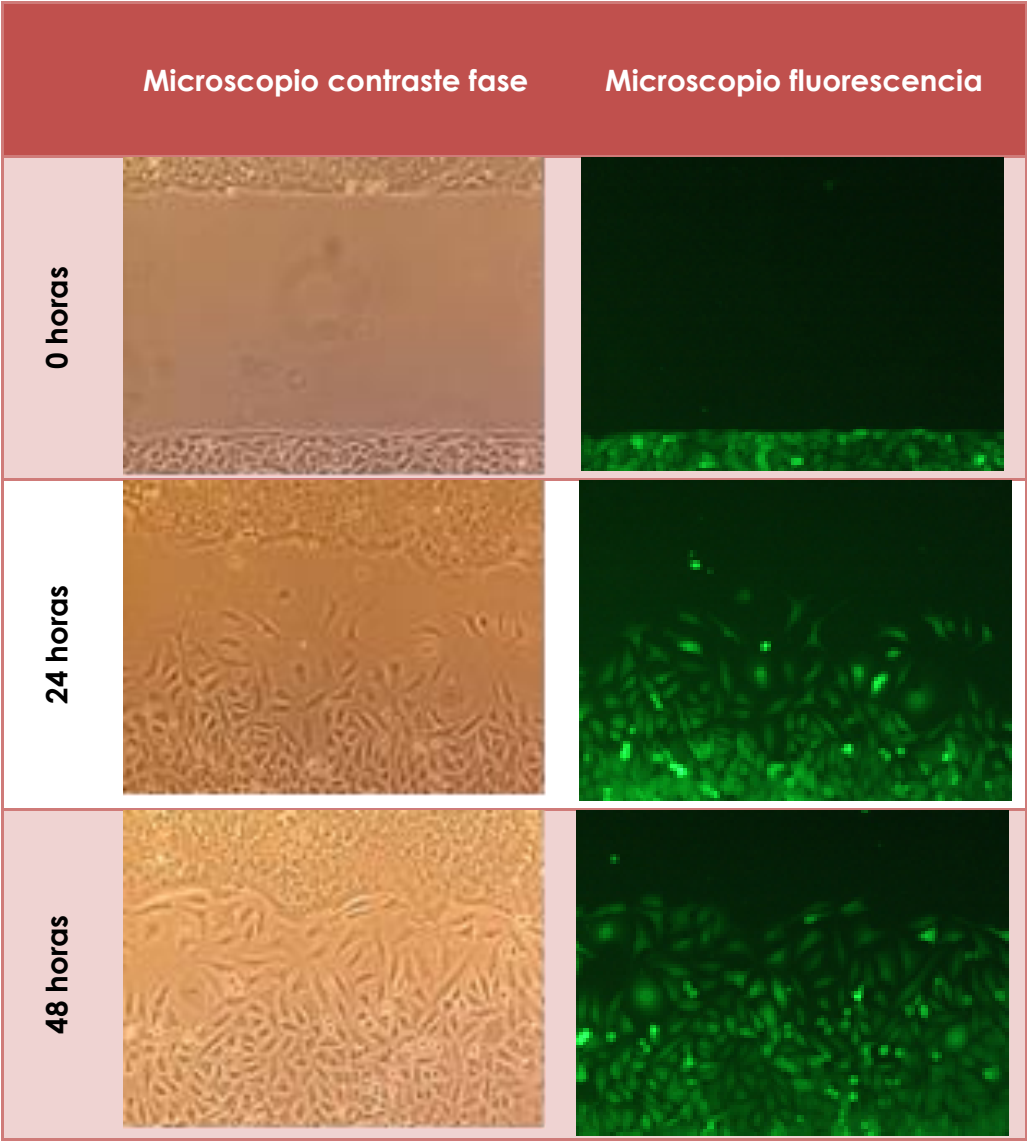 Microscopio contraste fase
Microscopio fluorescencia
0 horas
24 horas
48 horas